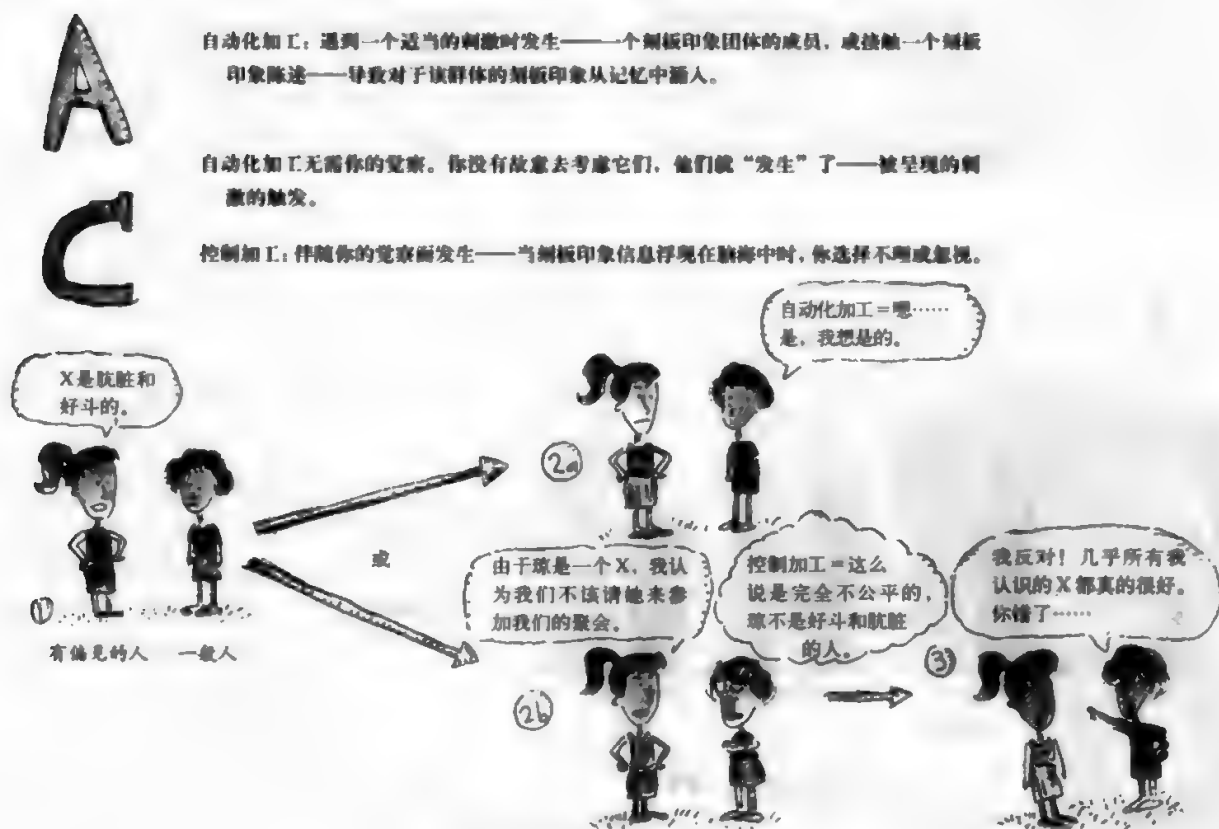 A
自动化加工：遇到一个适当的刺激时发生——一个刻板印象团体的成员，或接触一个刻板
印象陈述——导致对于该群体的刻板印象从记忆中涌入。
自动化加工无需你的觉察。你没有故意去考虑它们，他们就“发生”了——被呈现的刺
激的触发。
C
控制加工：伴随你的觉察而发生——当刻板印象信息浮现在脑海中时，你选择不理或忽视。
自动化加工＝嗯……
是，我想是的。
X是肮脏和
好斗的。
2a
或
由于琼是一个X，我认
为我们不该请她来参
加我们的聚会。
控制加工＝这么
说是完全不公平的，
琼不是好斗和肮脏
的人。
我反对！几乎所有我
认识的X都真的很好。
你错了……
1
有偏见的人 一般人
2b
3